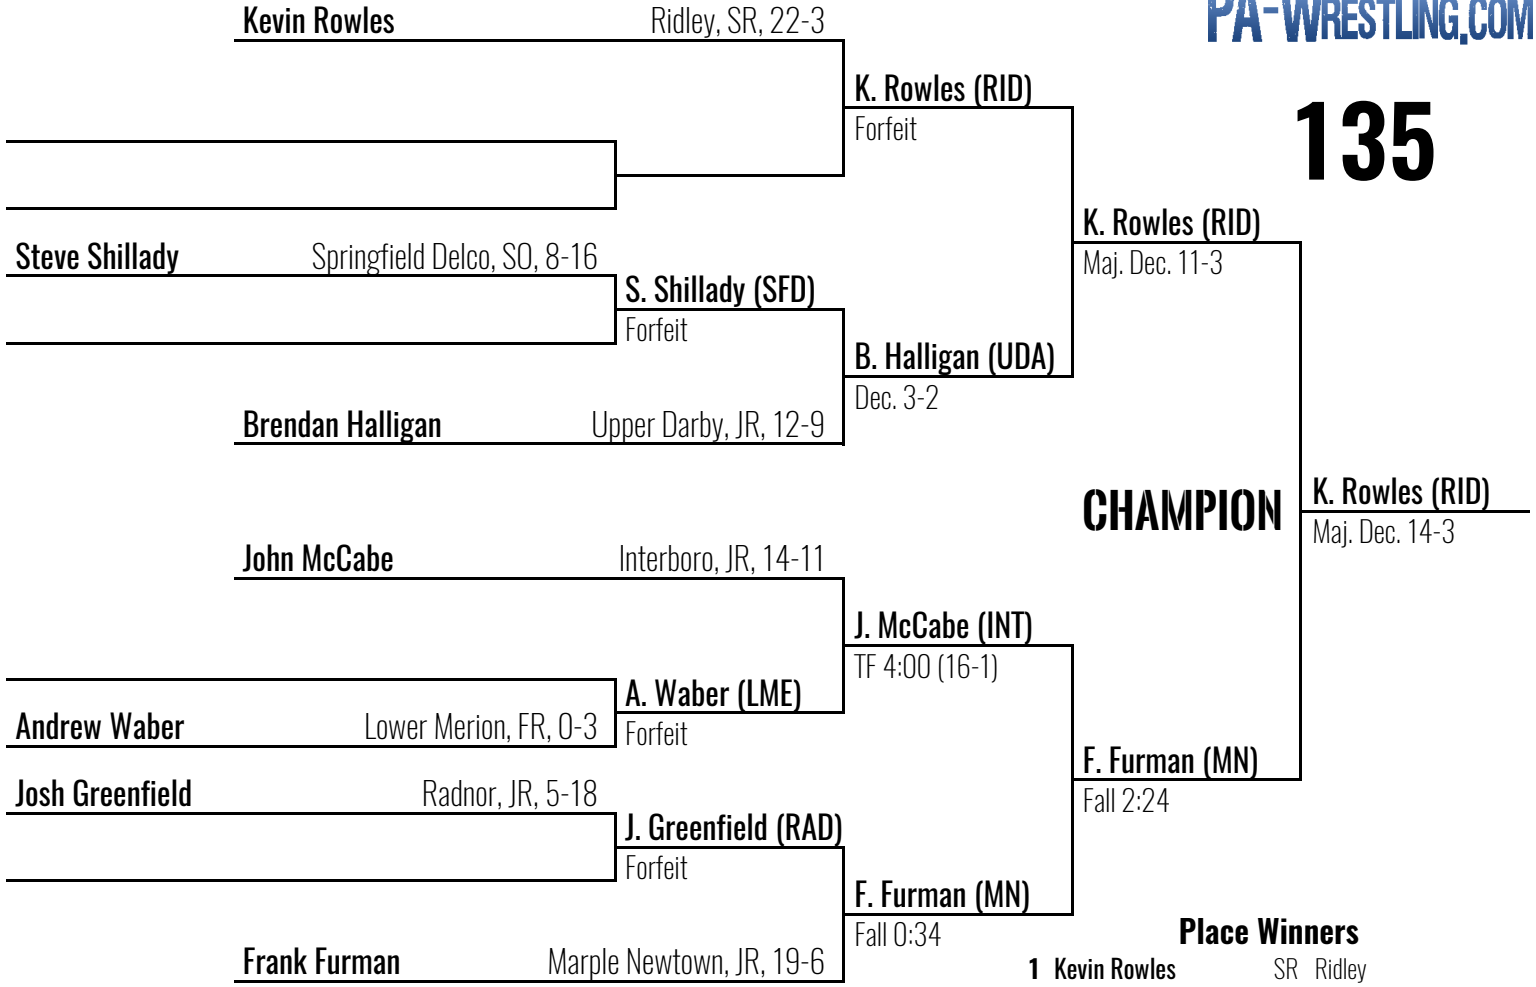 PA-WRESTLING.COM
Kevin Rowles Ridley, SR, 22-3
K. Rowles (RID)
Forfeit
135
K. Rowles (RID)
Maj. Dec. 11-3
Steve Shillady Springfield Delco, SO, 8-16
S. Shillady (SFD)
Forfeit
B. Halligan (UDA)
Dec. 3-2
Brendan Halligan Upper Darby, JR, 12-9
CHAMPION
K. Rowles (RID)
Maj. Dec. 14-3
John McCabe Interboro, JR, 14-11
J. McCabe (INT)
TF 4:00 (16-1)
A. Waber (LME)
Forfeit
Andrew Waber Lower Merion, FR, 0-3
F. Furman (MN)
Fall 2:24
Josh Greenfield Radnor, JR, 5-18
J. Greenfield (RAD)
Forfeit
F. Furman (MN)
Fall 0:34
Frank Furman Marple Newtown, JR, 19-6
Place Winners
1 Kevin Rowles SR Ridley